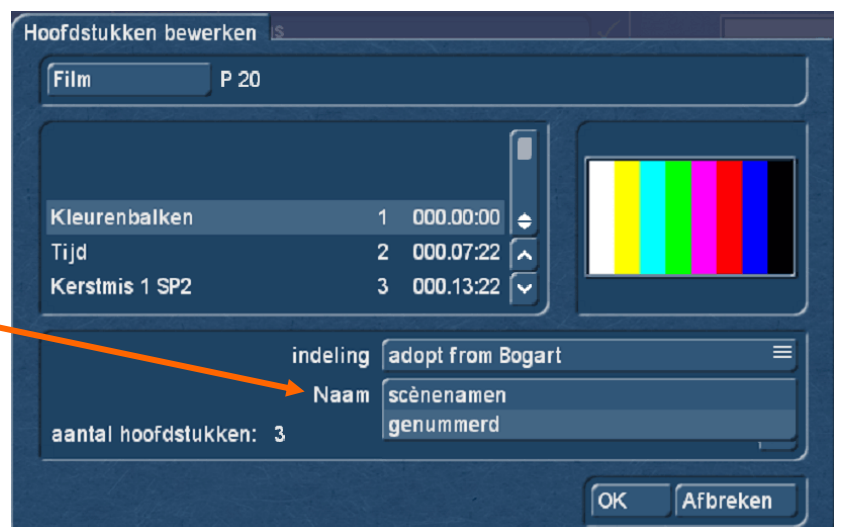 Hoofdstukken bewerken
Film P 20
Kleurenbalken 1 000.00:00
Tijd 2 000.07:22
Kerstmis 1 SP2 3 000.13:22
indeling adopt from Bogart
Naam scènenamen
genummerd
aantal hoofdstukken: 3
OK Afbreken